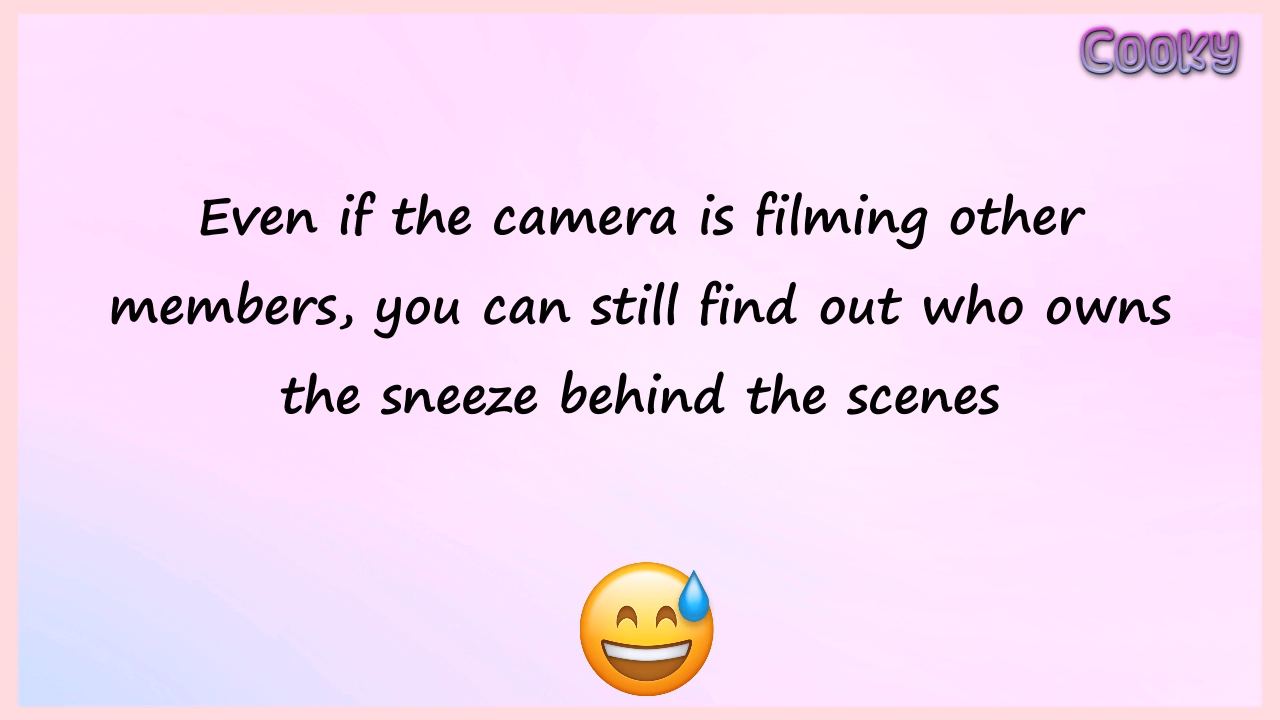 Cooky
Even if the camera is filming other
members, you can still find out who owns
the sneeze behind the scenes